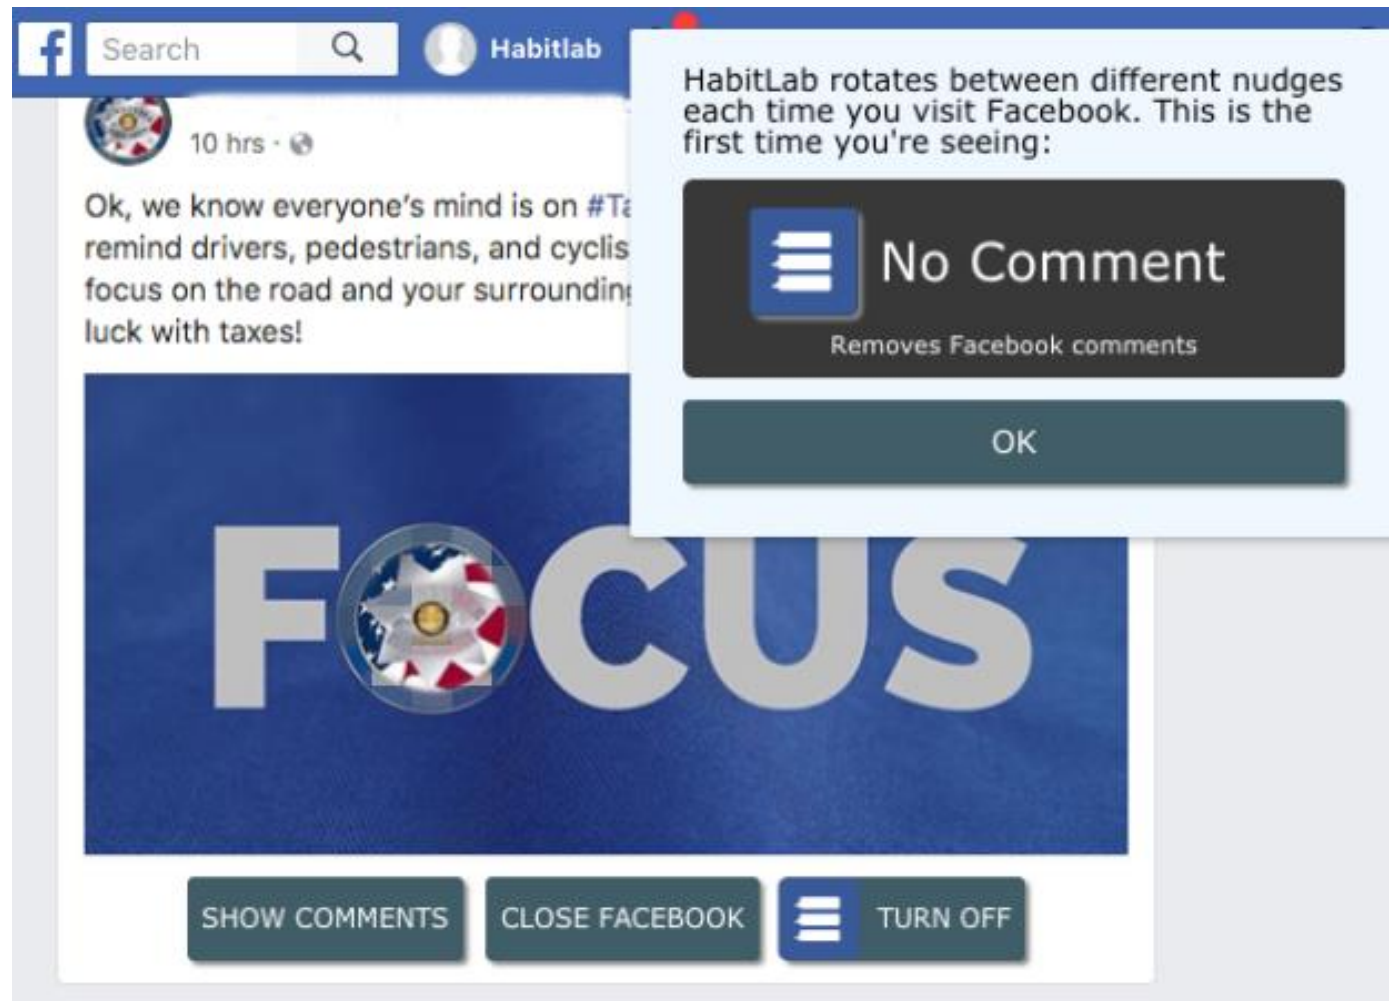 f
Search
Habitlab
10 hrs
Ok, we know everyone's mind is on #Ta
remind drivers, pedestrians, and cyclis
focus on the road and your surrounding
luck with taxes!
HabitLab rotates between different nudges
each time you visit Facebook. This is the
first time you're seeing:
No Comment
Removes Facebook comments
OK
FOCUS
SHOW COMMENTS
CLOSE FACEBOOK
TURN OFF